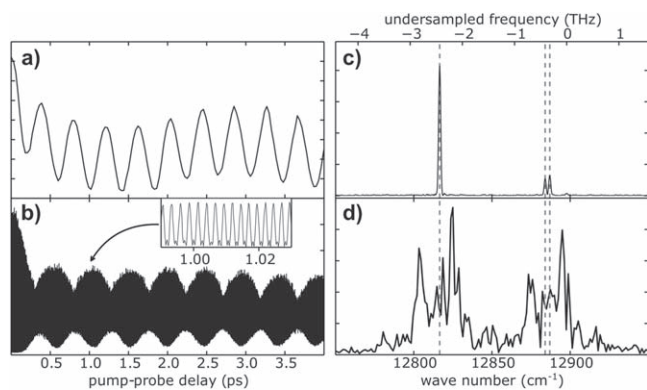 undersampled frequency (THz)
−4 −3 −2 −1 0 1
a)
c)
b)
1.00 1.02
d)
0.5 1.0 1.5 2.0 2.5 3.0 3.5
12800 12850 12900
pump-probe delay (ps)
wave number (cm⁻¹)